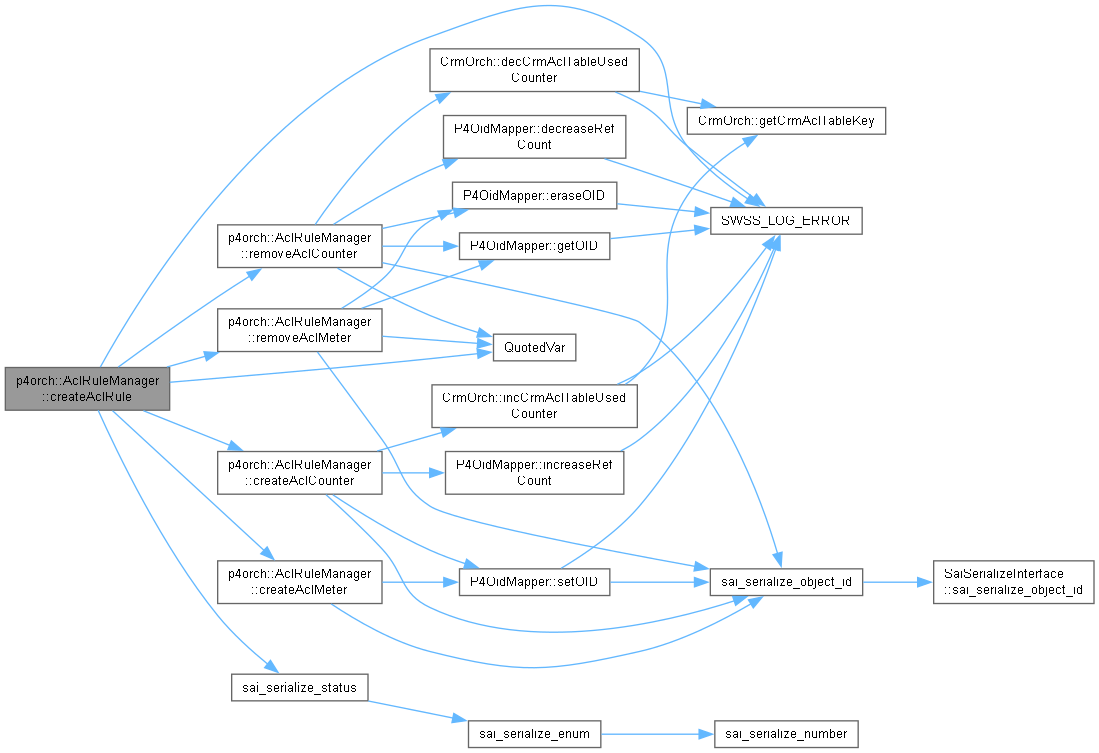 CrmOrch::decCrmAclTableUsed
Counter
CrmOrch::getCrmAclTableKey
P4OidMapper::decreaseRef
Count
P4OidMapper::eraseOID
SWSS_LOG_ERROR
p4orch::AclRuleManager
::removeAclCounter
P4OidMapper::getOID
p4orch::AclRuleManager
::removeAclMeter
QuotedVar
p4orch::AclRuleManager
::createAclRule
CrmOrch::incCrmAclTableUsed
Counter
p4orch::AclRuleManager
::createAclCounter
P4OidMapper::increaseRef
Count
p4orch::AclRuleManager
::createAclMeter
P4OidMapper::setOID
sai_serialize_object_id
SaiSerializeInterface
::sai_serialize_object_id
sai_serialize_status
sai_serialize_enum
sai_serialize_number